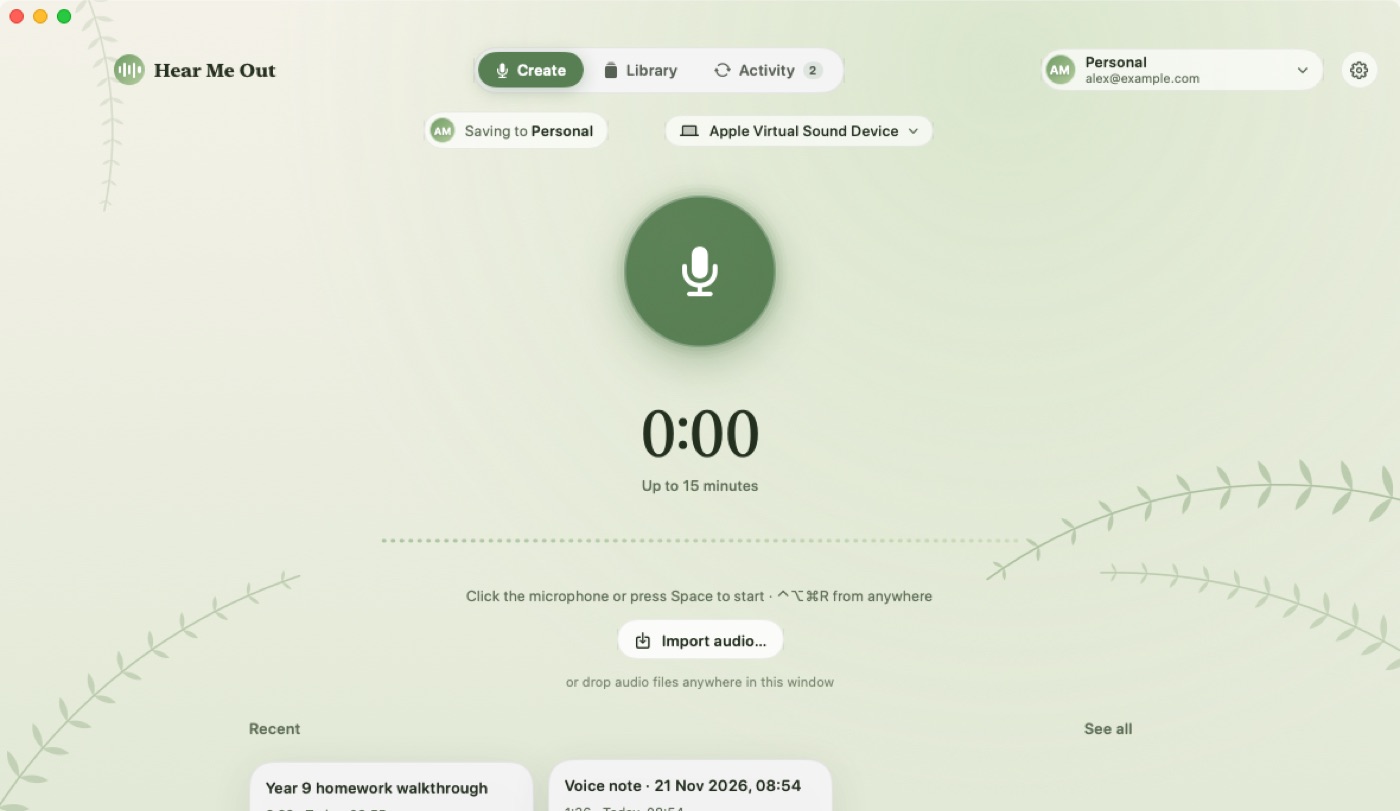 Hear Me Out
Create
Library
Activity 2
AM
Personal
alex@example.com
AM Saving to Personal
Apple Virtual Sound Device
0:00
Up to 15 minutes
Click the microphone or press Space to start · ⌃⌥⌘R from anywhere
Import audio...
or drop audio files anywhere in this window
Recent
See all
Year 9 homework walkthrough
Voice note · 21 Nov 2026, 08:54